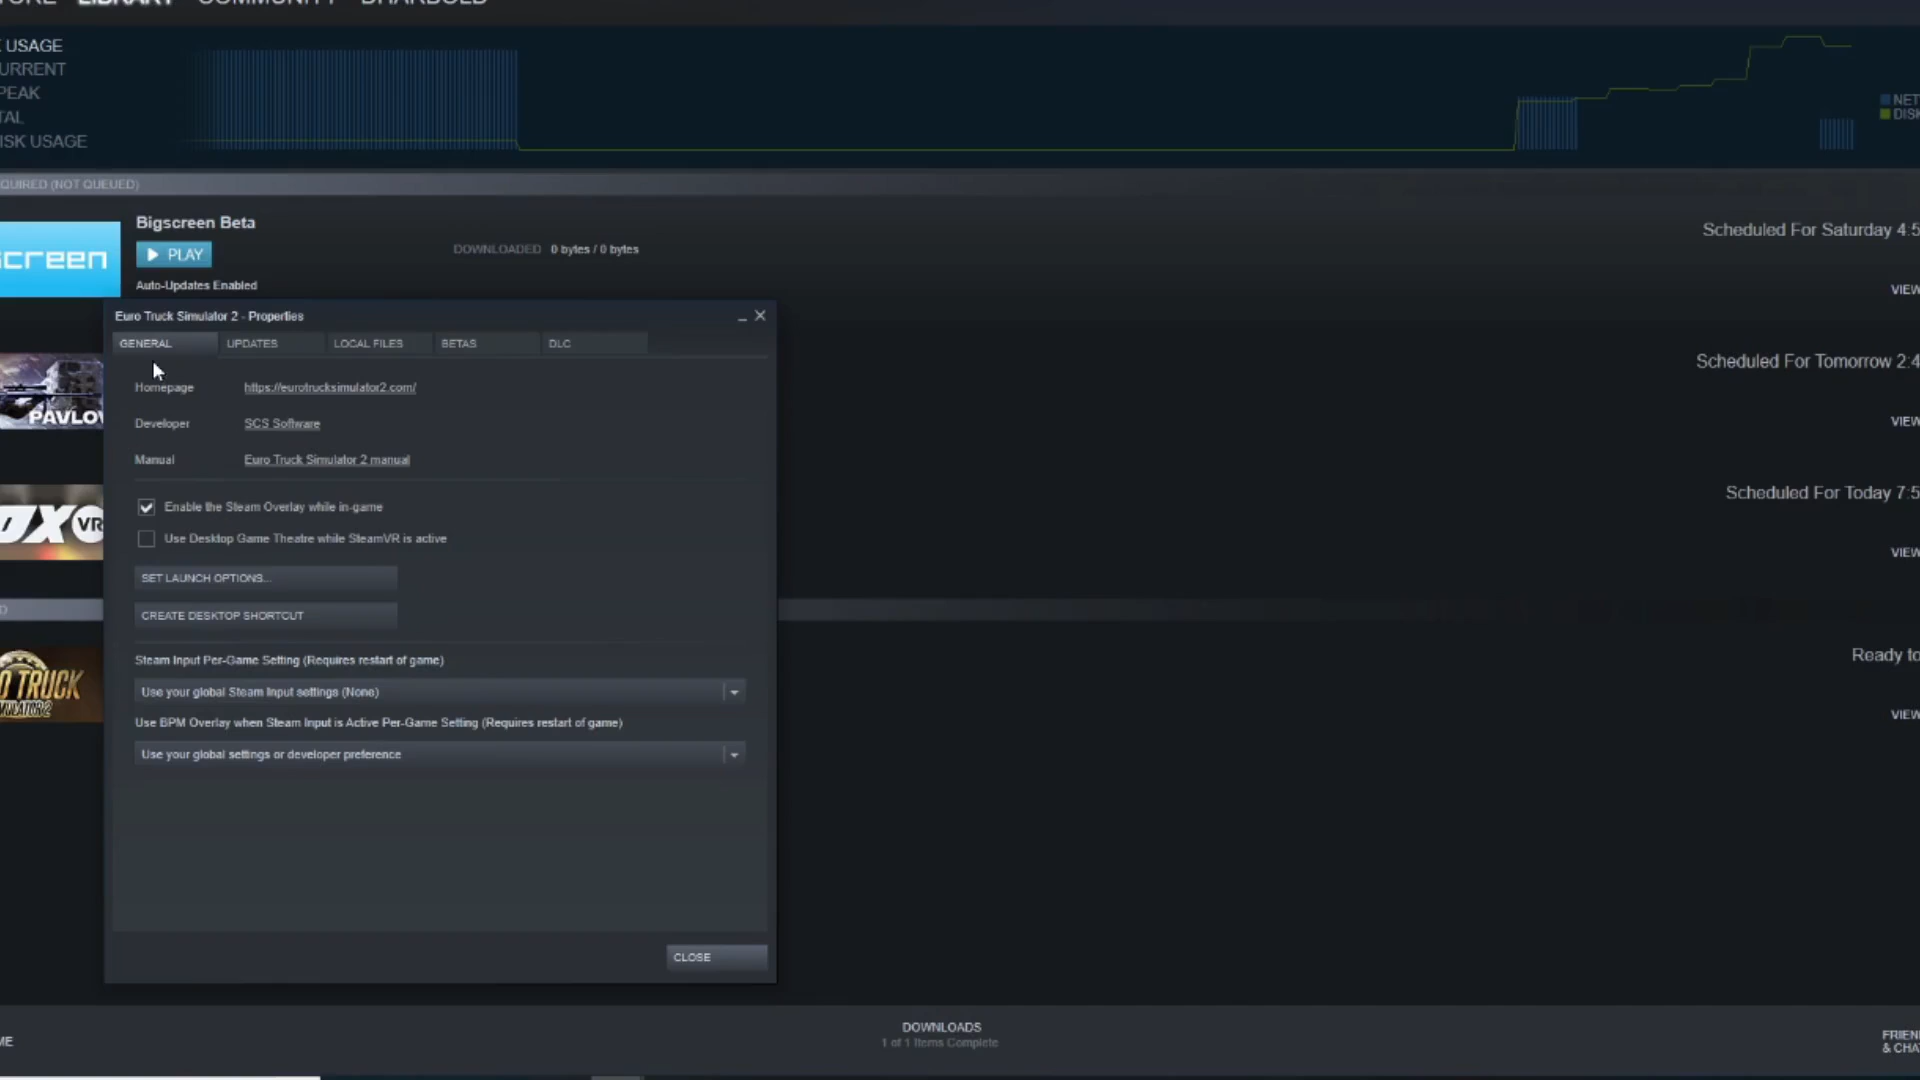 LIBRARY
K USAGE
URRENT
PEAK
TAL
ISK USAGE
NET
DISK
QUIRED (NOT QUEUED)
Bigscreen Beta
PLAY
DOWNLOADED 0 bytes / 0 bytes
Auto-Updates Enabled
screen
Scheduled For Saturday 4:5
VIEW
Euro Truck Simulator 2 - Properties
GENERAL UPDATES LOCAL FILES BETAS DLC
Homepage https://eurotrucksimulator2.com/
Developer SCS Software
Manual Euro Truck Simulator 2 manual
Enable the Steam Overlay while in-game
Use Desktop Game Theatre while SteamVR is active
SET LAUNCH OPTIONS...
CREATE DESKTOP SHORTCUT
Steam Input Per-Game Setting (Requires restart of game)
Use your global Steam Input settings (None)
Use BPM Overlay when Steam Input is Active Per-Game Setting (Requires restart of game)
Use your global settings or developer preference
CLOSE
PAVLOV
Scheduled For Tomorrow 2:4
VIEW
OX VR
Scheduled For Today 7:5
VIEW
D
O TRUCK
MULATOR 2
Ready to
VIEW
ME
DOWNLOADS
1 of 1 Items Complete
FRIEN
& CHA